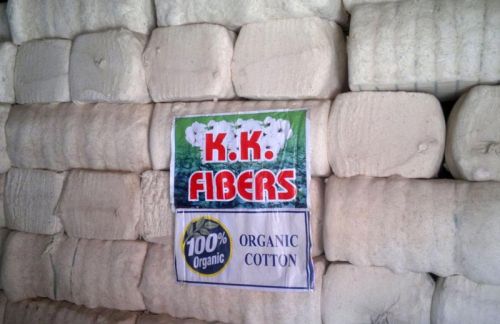 K.K.
FIBERS
100%
Organic
ORGANIC
COTTON